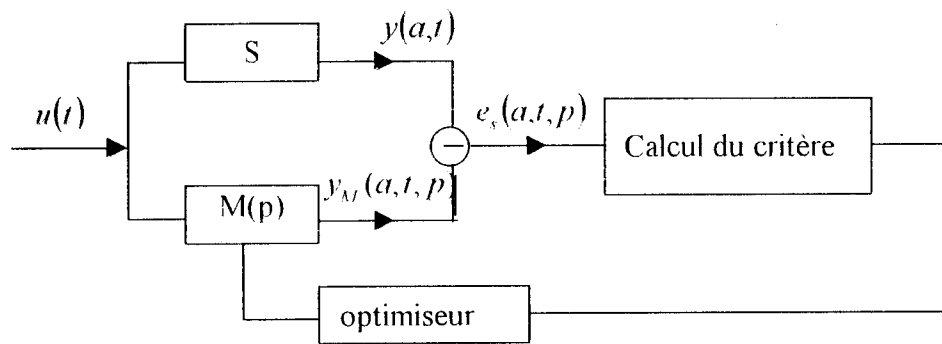 S
y(a,t)
u(t)
e_s(a,t,p)
−
Calcul du critère
M(p)
y_M(a,t,p)
optimiseur